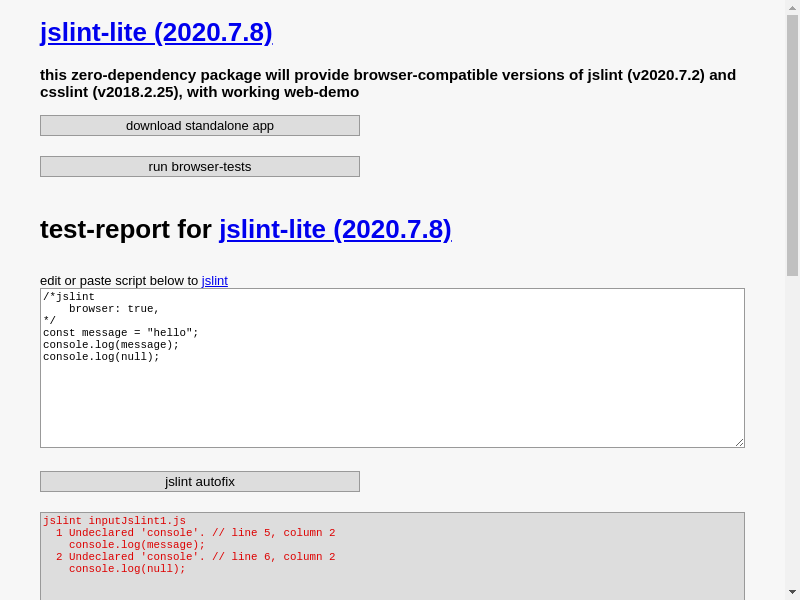 jslint-lite (2020.7.8)
this zero-dependency package will provide browser-compatible versions of jslint (v2020.7.2) and
csslint (v2018.2.25), with working web-demo
download standalone app
run browser-tests
test-report for jslint-lite (2020.7.8)
edit or paste script below to jslint
/*jslint
    browser: true,
*/
const message = "hello";
console.log(message);
console.log(null);
jslint autofix
jslint inputJslint1.js
  1 Undeclared 'console'. // line 5, column 2
    console.log(message);
  2 Undeclared 'console'. // line 6, column 2
    console.log(null);